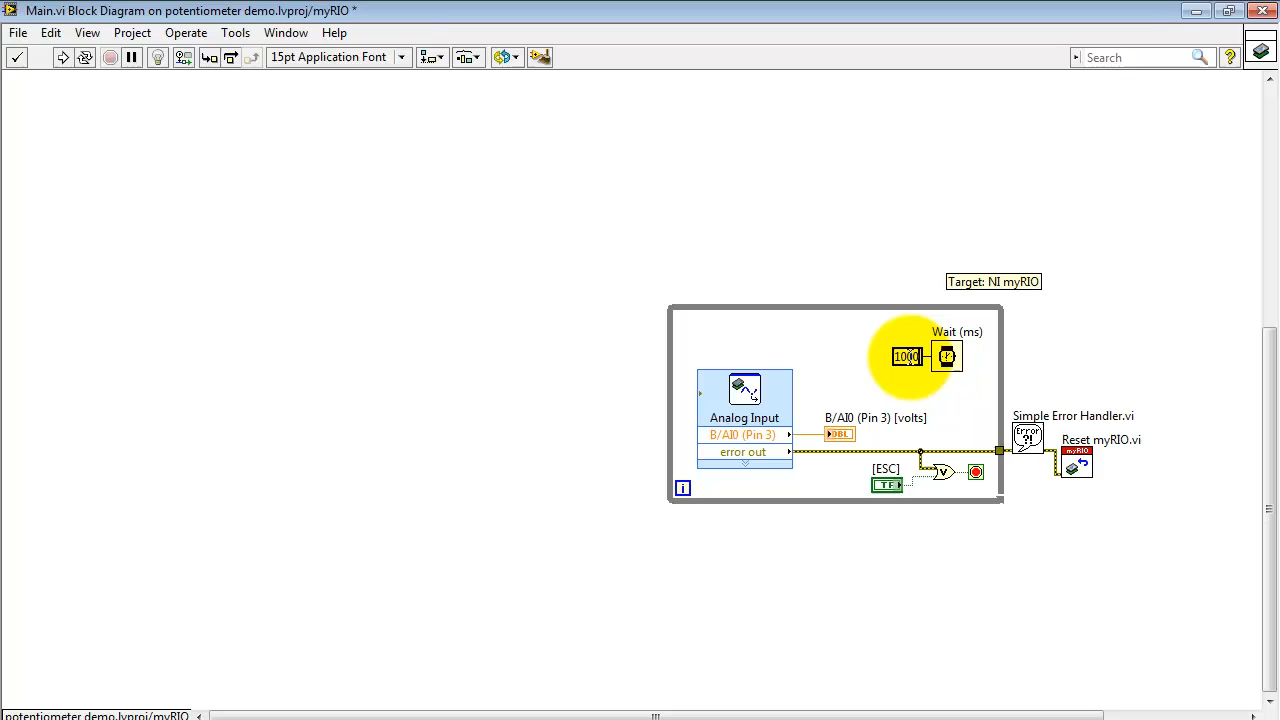 Main.vi Block Diagram on potentiometer demo.lvproj/myRIO *
File Edit View Project Operate Tools Window Help
15pt Application Font
Search
?
Target: NI myRIO
Wait (ms)
1000
Analog Input
B/AI0 (Pin 3)
error out
B/AI0 (Pin 3) [volts]
DBL
[ESC]
TF
V
i
Simple Error Handler.vi
Error
?!
Reset myRIO.vi
myRIO
potentiometer demo.lvproj/myRIO